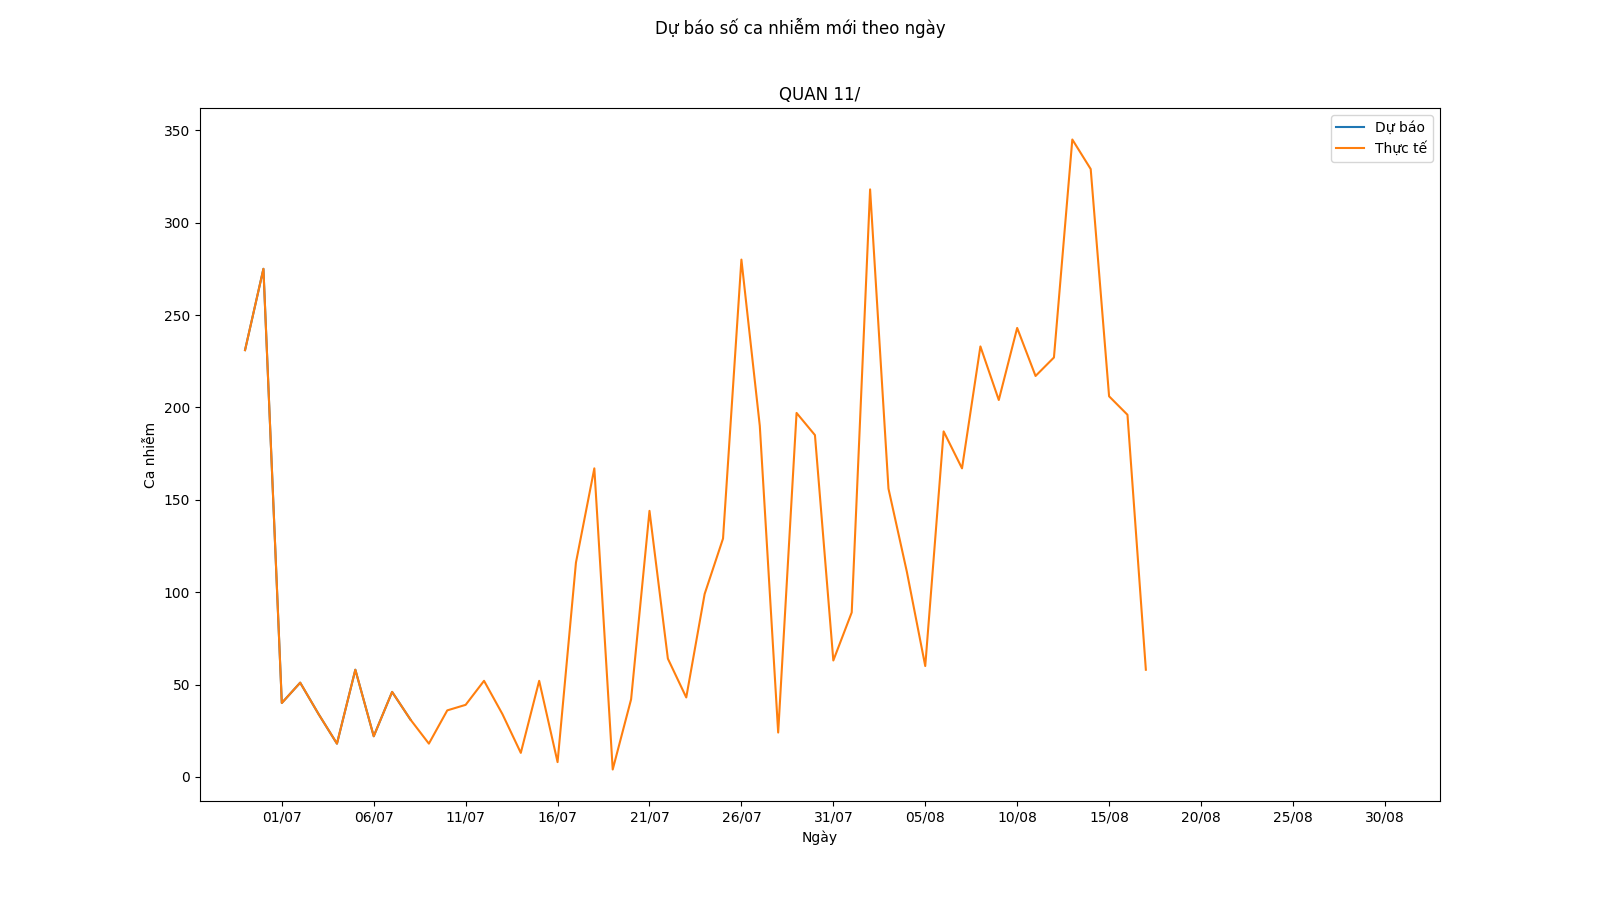 Dự báo số ca nhiễm mới theo ngày
QUAN 11/
Dự báo
Thực tế
350
300
250
200
150
100
50
0
Ca nhiễm
01/07 06/07 11/07 16/07 21/07 26/07 31/07 05/08 10/08 15/08 20/08 25/08 30/08
Ngày